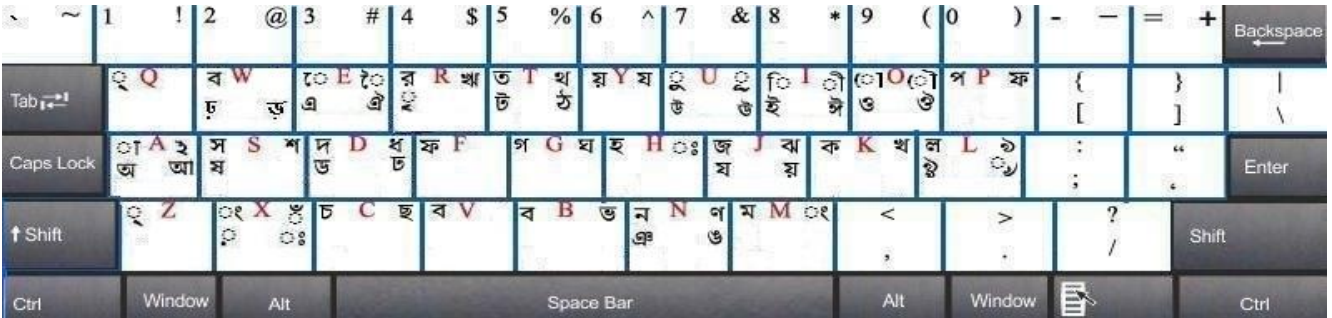 ` ~ 1 ! 2 @ 3 # 4 $ 5 % 6 ^ 7 & 8 * 9 ( 0 ) - — = + Backspace
Tab ্ Q ব W ে E ৈ র R ঋ ত T থ য় Y য ু U ূ ি I ী ো O ৌ প P ফ { } |
ঢ় ড় এ ঐ ৃ ট ঠ উ ঊ ই ঈ ও ঔ [ ] \
Caps Lock া A ২ স S শ দ D ধ ফ F গ G ঘ হ H ঃ জ J ঝ ক K খ ল L ৯ : “ Enter
অ আ ষ ড ঢ য য় ;
↑ Shift ্ Z ং X ঁ চ C ছ ব V ব B ভ ন N ণ ম M ং < > ? Shift
় ঃ ঞ ঙ , . /
Ctrl Window Alt Space Bar Alt Window Ctrl